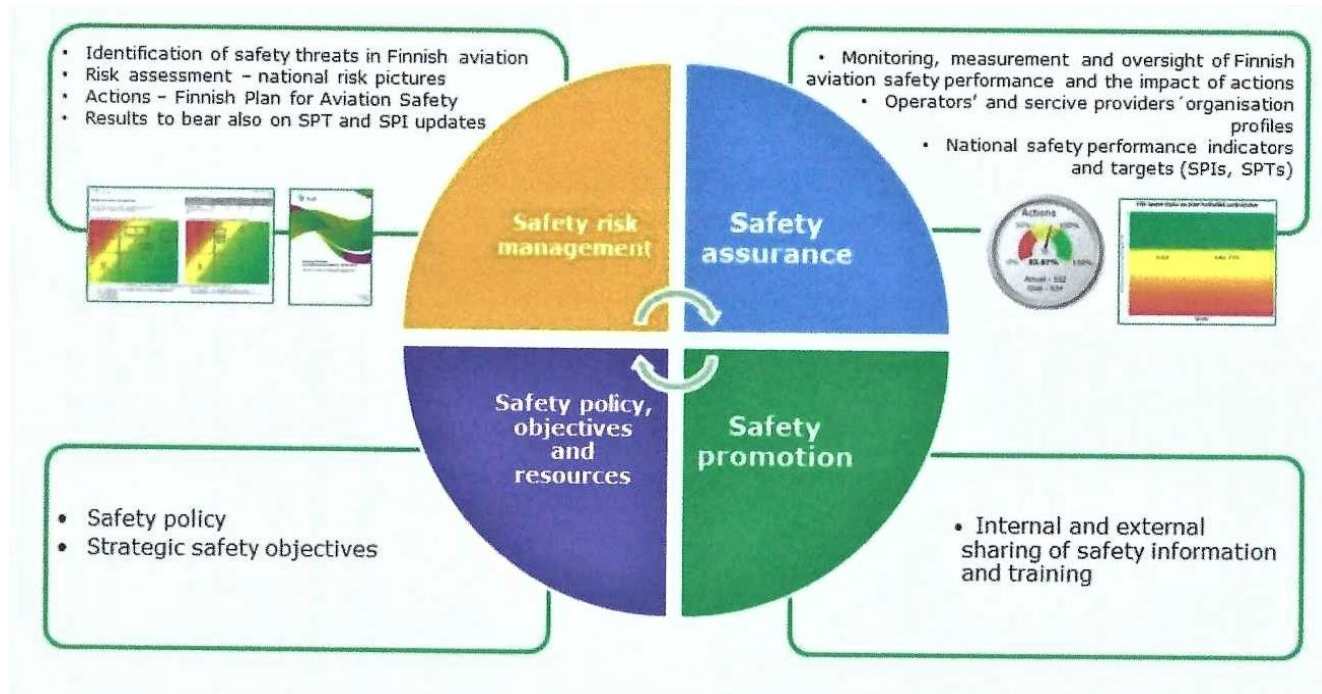 • Identification of safety threats in Finnish aviation
• Risk assessment – national risk pictures
• Actions – Finnish Plan for Aviation Safety
• Results to bear also on SPT and SPI updates
• Monitoring, measurement and oversight of Finnish
aviation safety performance and the impact of actions
• Operators' and sercive providers´organisation
profiles
• National safety performance indicators
and targets (SPIs, SPTs)
Safety risk
management
Safety
assurance
Actions
50%
100%
0%
150%
Safety policy,
objectives
and
resources
Safety
promotion
• Safety policy
• Strategic safety objectives
• Internal and external
sharing of safety information
and training